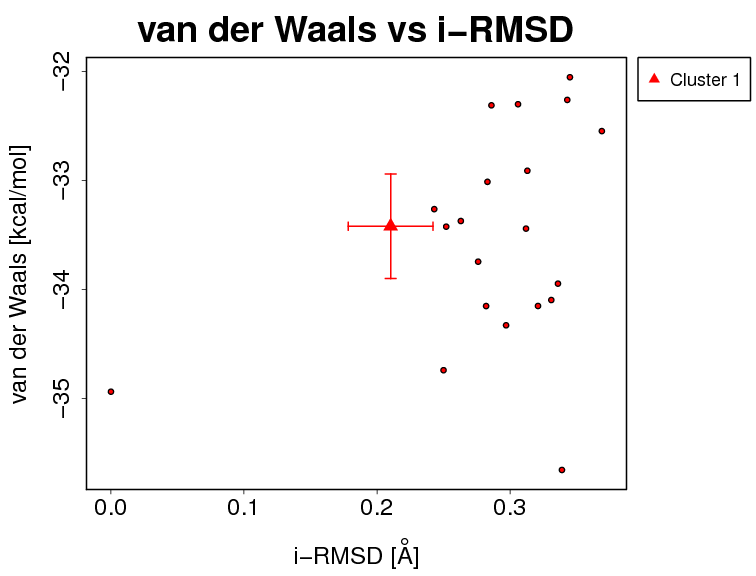 van der Waals vs i−RMSD
Cluster 1
van der Waals [kcal/mol]
−32
−33
−34
−35
0.0 0.1 0.2 0.3
i−RMSD [Å]